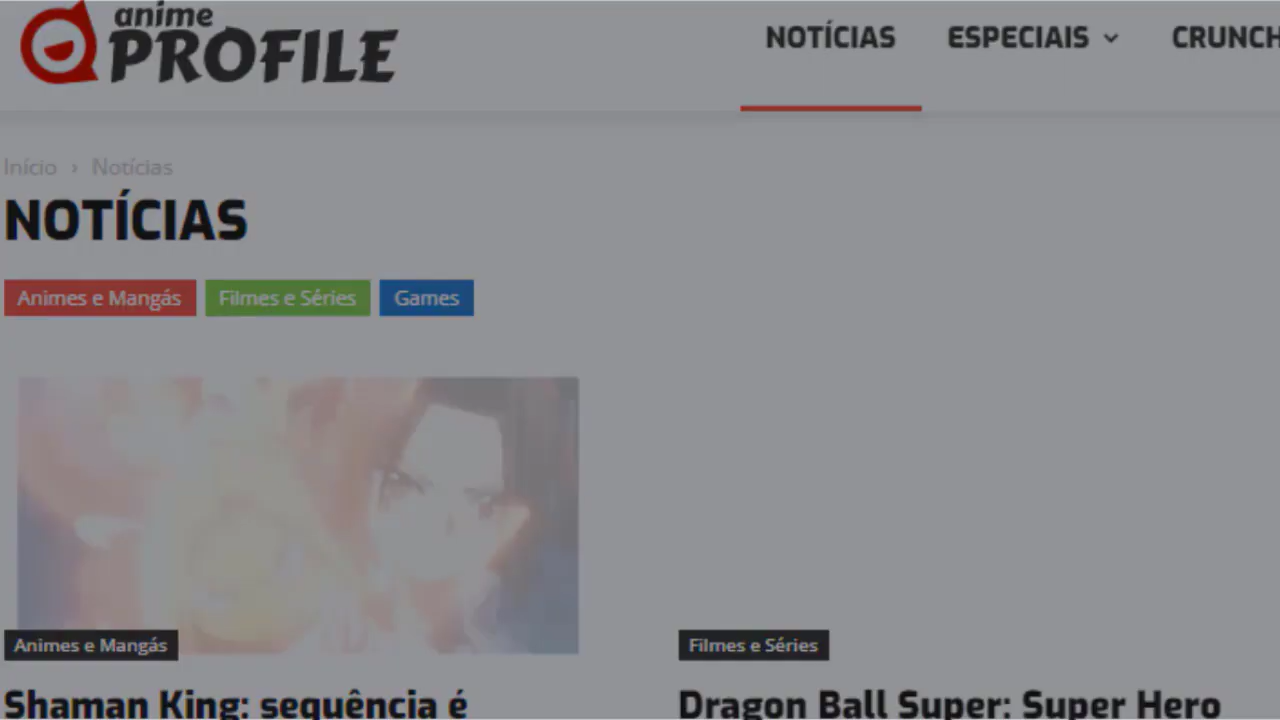 anime
PROFILE
NOTÍCIAS
ESPECIAIS
CRUNCH
Início › Notícias
NOTÍCIAS
Animes e Mangás
Filmes e Séries
Games
Animes e Mangás
Filmes e Séries
Shaman King: sequência é
Dragon Ball Super: Super Hero